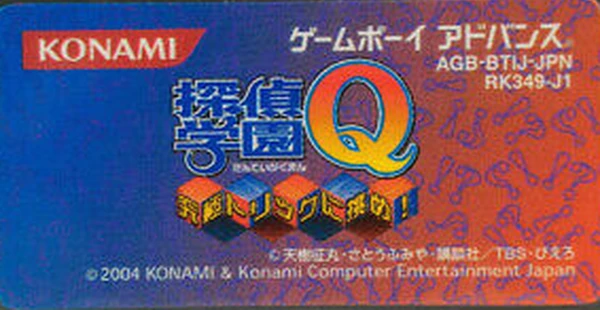 KONAMI
ゲームボーイ アドバンス
AGB-BTIJ-JPN
RK349-J1
探偵
学園
Q
たんていがくえん
究極トリックに挑め!
©天樹征丸・さとうふみや・講談社/TBS・ぴえろ
©2004 KONAMI & Konami Computer Entertainment Japan